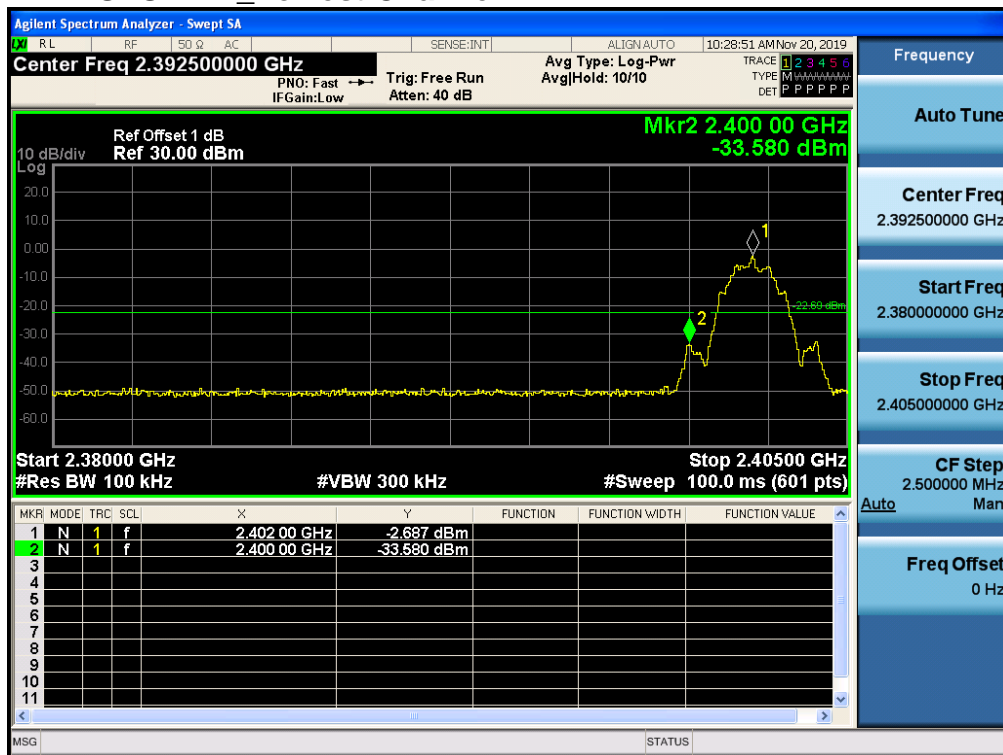 Agilent Spectrum Analyzer - Swept SA
RL RF 50 Ω AC SENSE:INT ALIGN AUTO 10:28:51 AM Nov 20, 2019
Center Freq 2.392500000 GHz
PNO: Fast
IFGain:Low
Trig: Free Run
Atten: 40 dB
Avg Type: Log-Pwr
Avg|Hold: 10/10
TRACE 1 2 3 4 5 6
TYPE M
DET P P P P P P
Mkr2 2.400 00 GHz
-33.580 dBm
Ref Offset 1 dB
10 dB/div Ref 30.00 dBm
Log
20.0
10.0
0.00
-10.0
-20.0
-30.0
-40.0
-50.0
-60.0
1
2
-22.69 dBm
Start 2.38000 GHz Stop 2.40500 GHz
#Res BW 100 kHz #VBW 300 kHz #Sweep 100.0 ms (601 pts)
MKR MODE TRC SCL X Y FUNCTION FUNCTION WIDTH FUNCTION VALUE
1 N 1 f 2.402 00 GHz -2.687 dBm
2 N 1 f 2.400 00 GHz -33.580 dBm
3
4
5
6
7
8
9
10
11
MSG STATUS
Frequency
Auto Tune
Center Freq
2.392500000 GHz
Start Freq
2.380000000 GHz
Stop Freq
2.405000000 GHz
CF Step
2.500000 MHz
Auto Man
Freq Offset
0 Hz